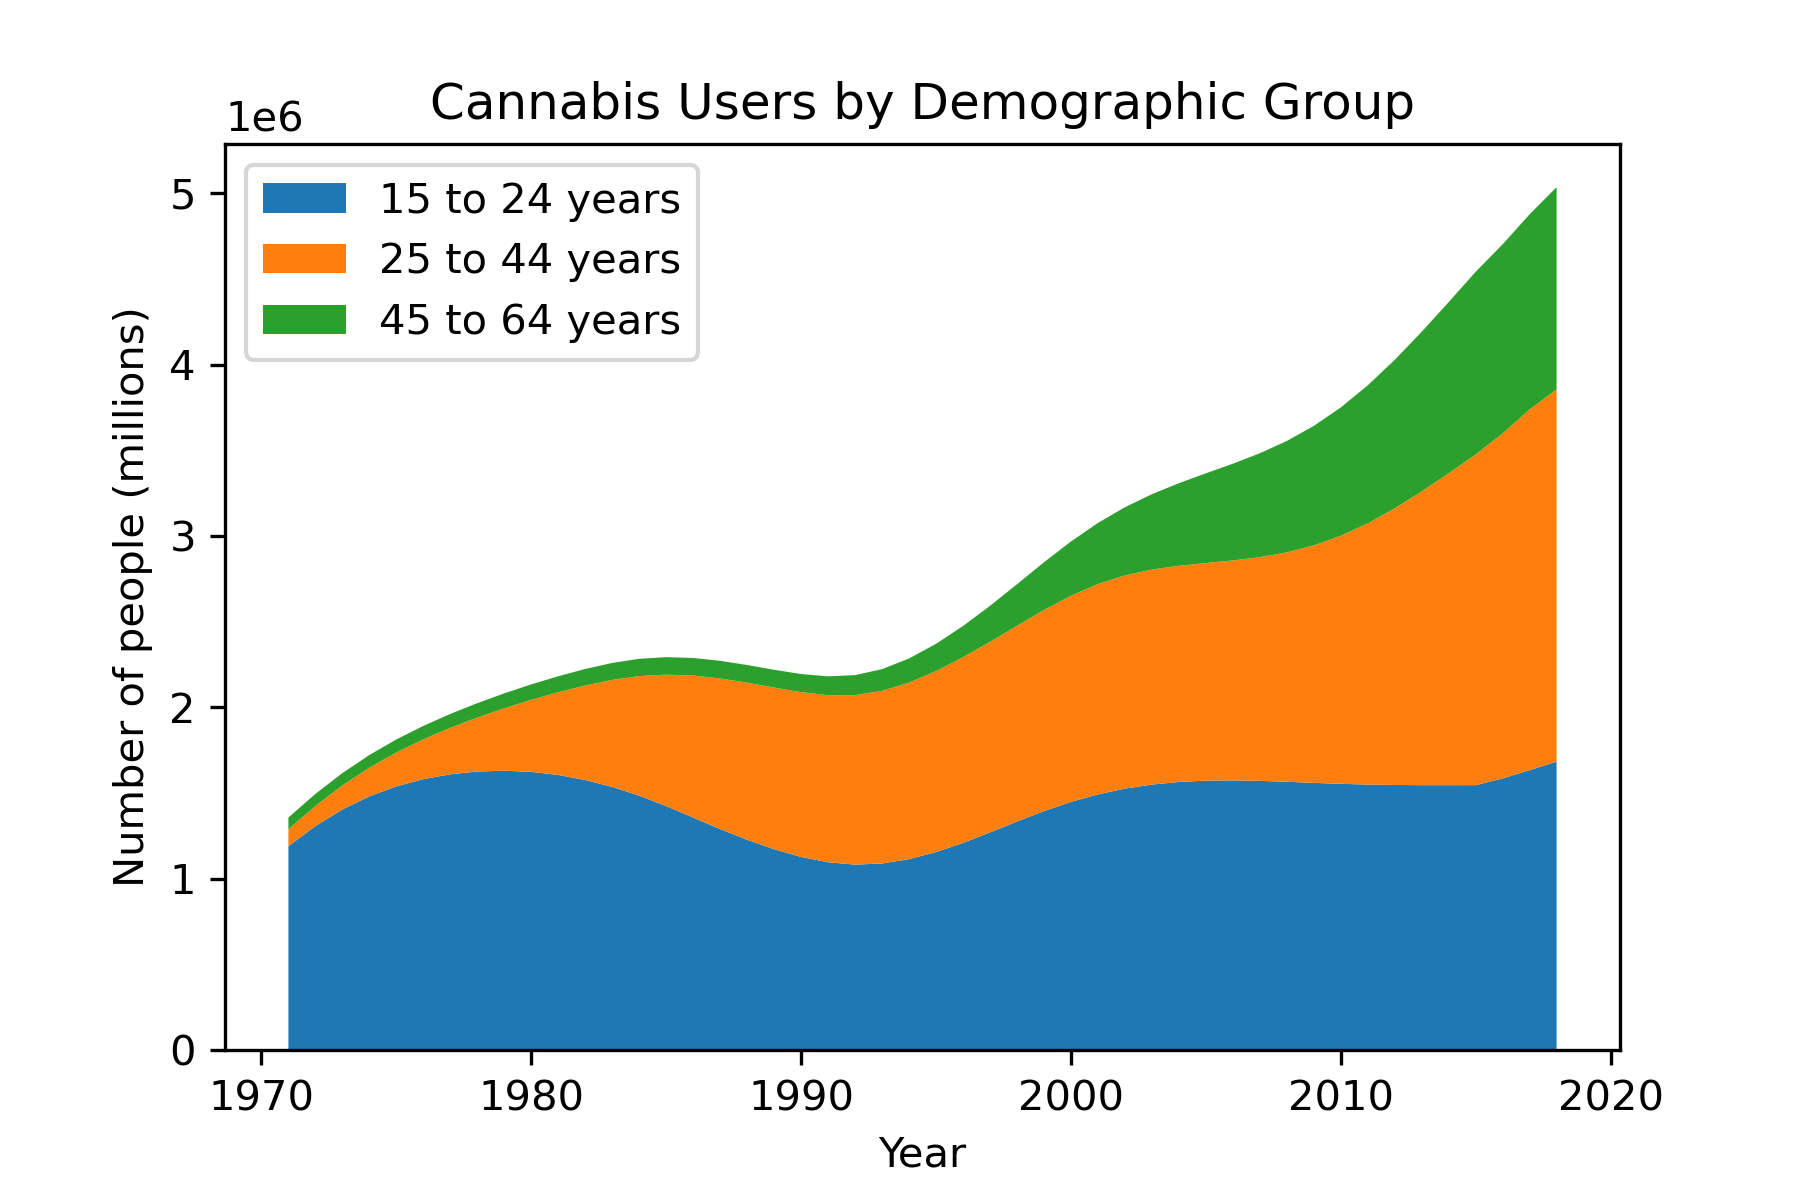 Cannabis Users by Demographic Group
1e6
15 to 24 years
25 to 44 years
45 to 64 years
Number of people (millions)
5
4
3
2
1
0
1970 1980 1990 2000 2010 2020
Year